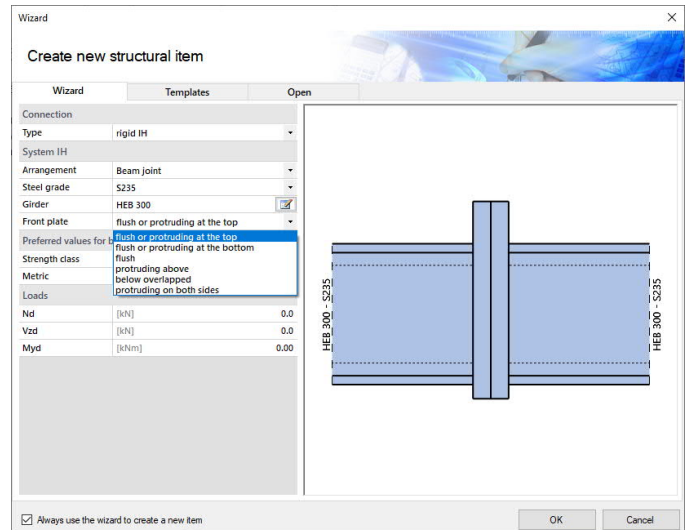 Wizard
Create new structural item
Wizard Templates Open
Connection
Type rigid IH
System IH
Arrangement Beam joint
Steel grade S235
Girder HEB 300
Front plate flush or protruding at the top
Preferred values for b
flush or protruding at the top
flush or protruding at the bottom
flush
protruding above
below overlapped
protruding on both sides
Strength class
Metric
Loads
Nd [kN] 0.0
Vzd [kN] 0.0
Myd [kNm] 0.00
HEB 300 - S235
HEB 300 - S235
Always use the wizard to create a new item
OK Cancel